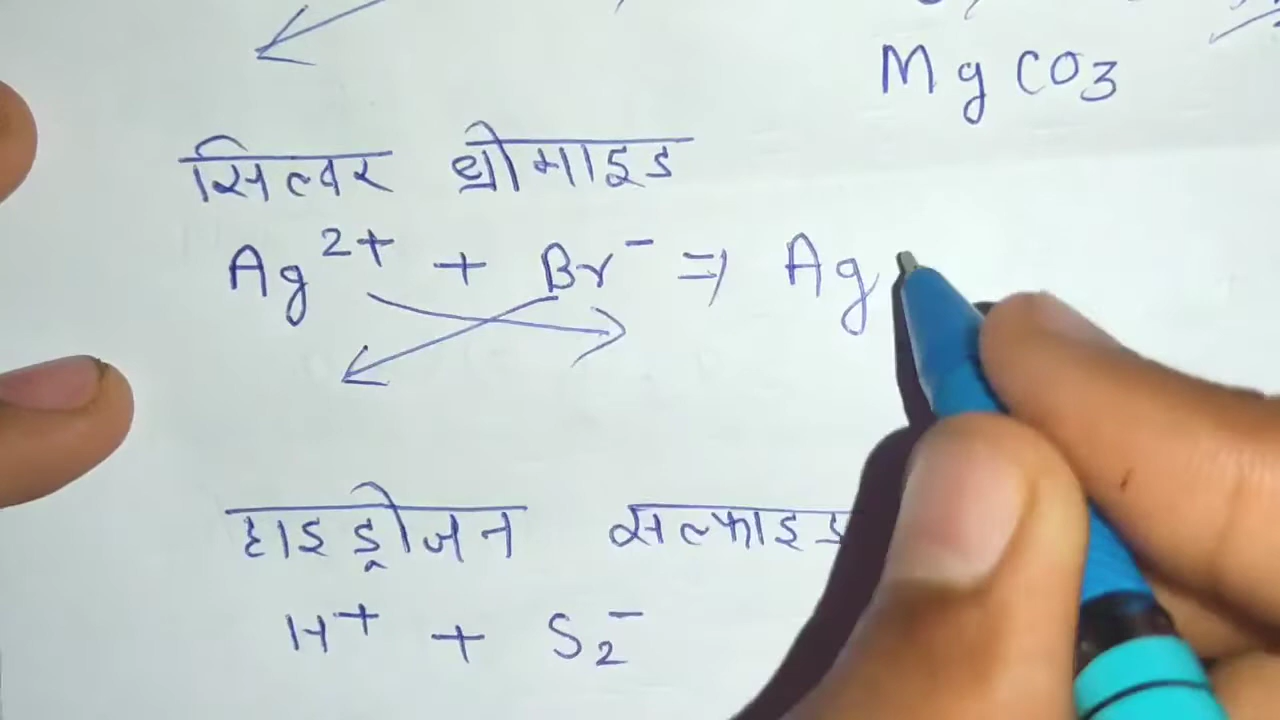 MgCO3
सिल्वर ब्रोमाइड
Ag²⁺ + Br⁻ ⇒ Ag
हाइड्रोजन सल्फाइड
H⁺ + S₂⁻